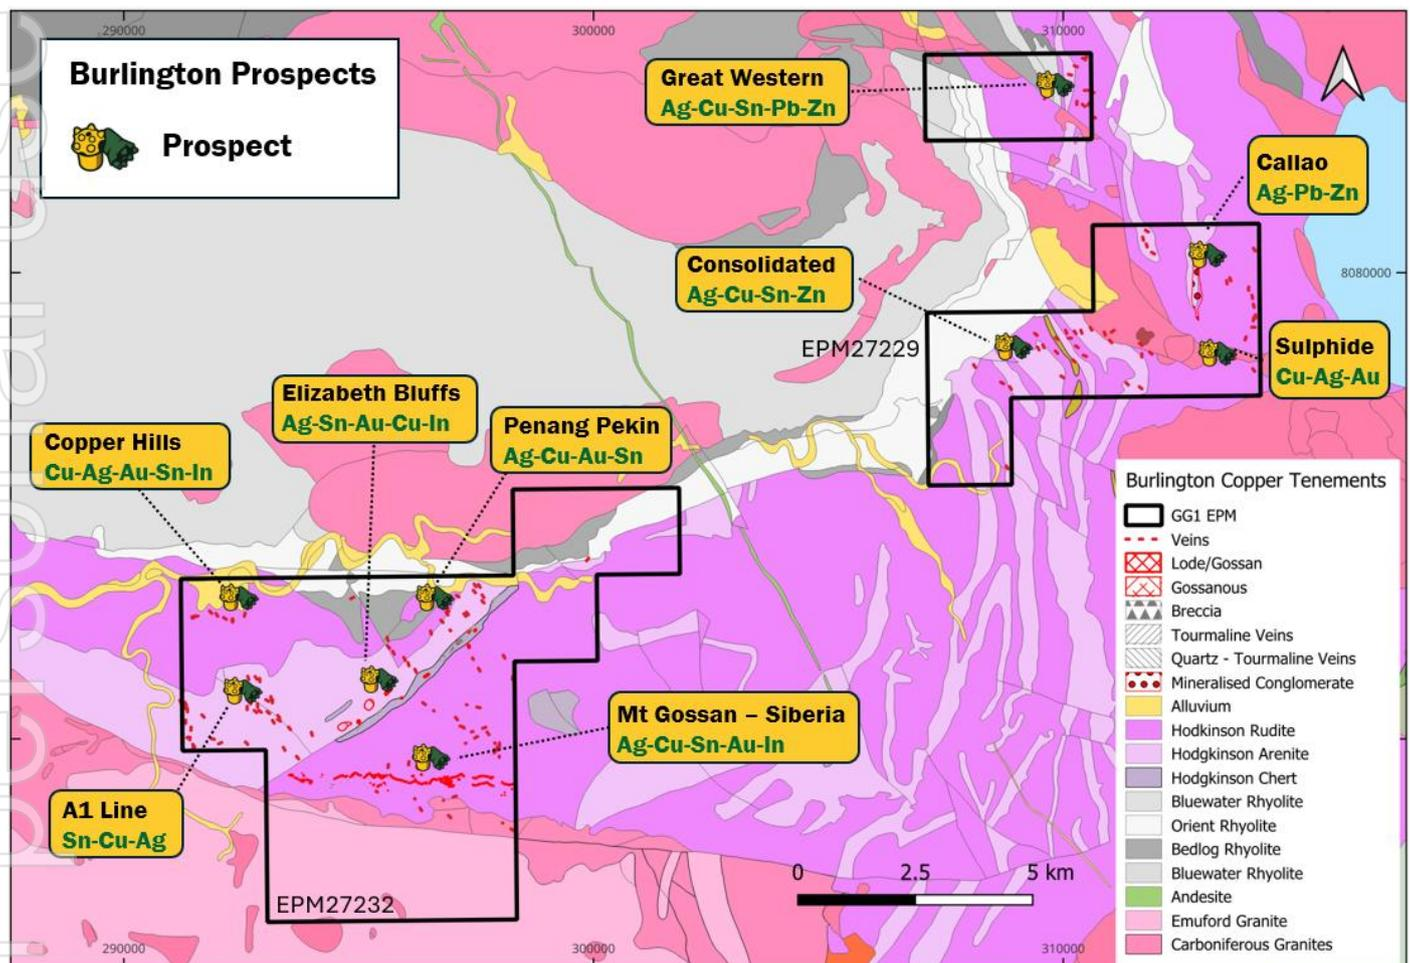 290000
300000
310000
Burlington Prospects
Prospect
Great Western
Ag-Cu-Sn-Pb-Zn
Callao
Ag-Pb-Zn
Consolidated
Ag-Cu-Sn-Zn
8080000
EPM27229
Sulphide
Cu-Ag-Au
Elizabeth Bluffs
Ag-Sn-Au-Cu-In
Penang Pekin
Ag-Cu-Au-Sn
Copper Hills
Cu-Ag-Au-Sn-In
Mt Gossan – Siberia
Ag-Cu-Sn-Au-In
A1 Line
Sn-Cu-Ag
EPM27232
0 2.5 5 km
Burlington Copper Tenements
GG1 EPM
Veins
Lode/Gossan
Gossanous
Breccia
Tourmaline Veins
Quartz - Tourmaline Veins
Mineralised Conglomerate
Alluvium
Hodkinson Rudite
Hodgkinson Arenite
Hodgkinson Chert
Bluewater Rhyolite
Orient Rhyolite
Bedlog Rhyolite
Bluewater Rhyolite
Andesite
Emuford Granite
Carboniferous Granites
290000
300000
310000